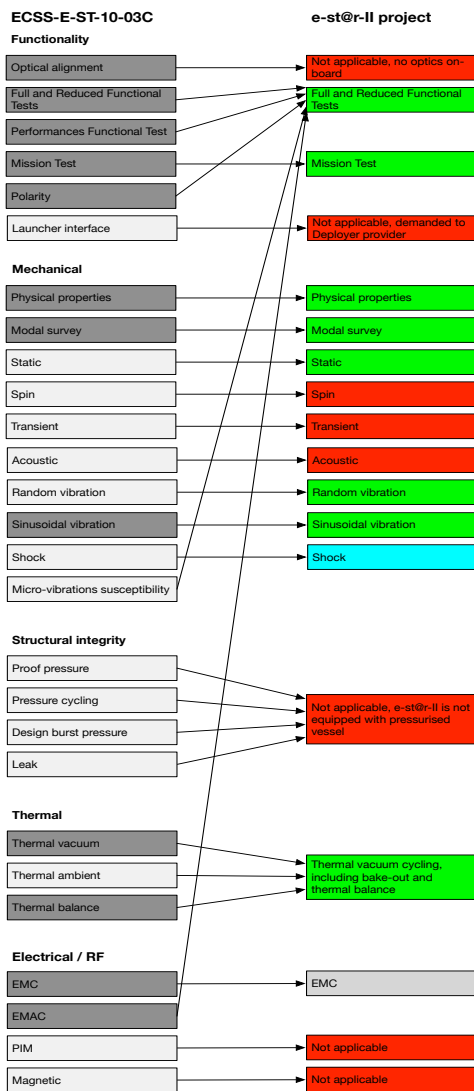 ECSS-E-ST-10-03C
e-st@r-II project
Functionality
Optical alignment
Not applicable, no optics on-
board
Full and Reduced Functional
Tests
Full and Reduced Functional
Tests
Performances Functional Test
Mission Test
Mission Test
Polarity
Launcher interface
Not applicable, demanded to
Deployer provider
Mechanical
Physical properties
Physical properties
Modal survey
Modal survey
Static
Static
Spin
Spin
Transient
Transient
Acoustic
Acoustic
Random vibration
Random vibration
Sinusoidal vibration
Sinusoidal vibration
Shock
Shock
Micro-vibrations susceptibility
Structural integrity
Proof pressure
Pressure cycling
Design burst pressure
Leak
Not applicable, e-st@r-II is not
equipped with pressurised
vessel
Thermal
Thermal vacuum
Thermal ambient
Thermal balance
Thermal vacuum cycling,
including bake-out and
thermal balance
Electrical / RF
EMC
EMC
EMAC
PIM
Not applicable
Magnetic
Not applicable